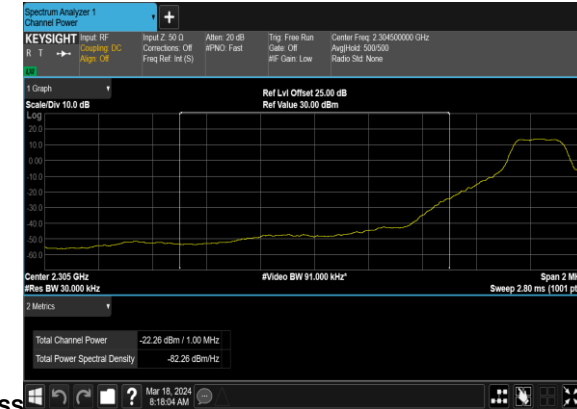 Spectrum Analyzer 1
Channel Power
+
KEYSIGHT
R T
LXI
Input: RF
Coupling: DC
Align: Off
Input Z: 50 Ω
Corrections: Off
Freq Ref: Int (S)
Atten: 20 dB
#PNO: Fast
Trig: Free Run
Gate: Off
#IF Gain: Low
Center Freq: 2.304500000 GHz
Avg|Hold: 500/500
Radio Std: None
1 Graph
Scale/Div 10.0 dB
Ref Lvl Offset 25.00 dB
Ref Value 30.00 dBm
Log
20.0
10.0
0.00
-10.0
-20.0
-30.0
-40.0
-50.0
-60.0
Center 2.305 GHz
#Res BW 30.000 kHz
#Video BW 91.000 kHz*
Span 2 MH
Sweep 2.80 ms (1001 pt
2 Metrics
Total Channel Power -22.26 dBm / 1.00 MHz
Total Power Spectral Density -82.26 dBm/Hz
ss
?
Mar 18, 2024
8:18:04 AM